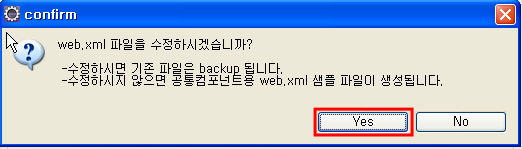 confirm
web.xml 파일을 수정하시겠습니까?
-수정하시면 기존 파일은 backup 됩니다.
-수정하시지 않으면 공통컴포넌트용 web.xml 샘플 파일이 생성됩니다.
Yes No